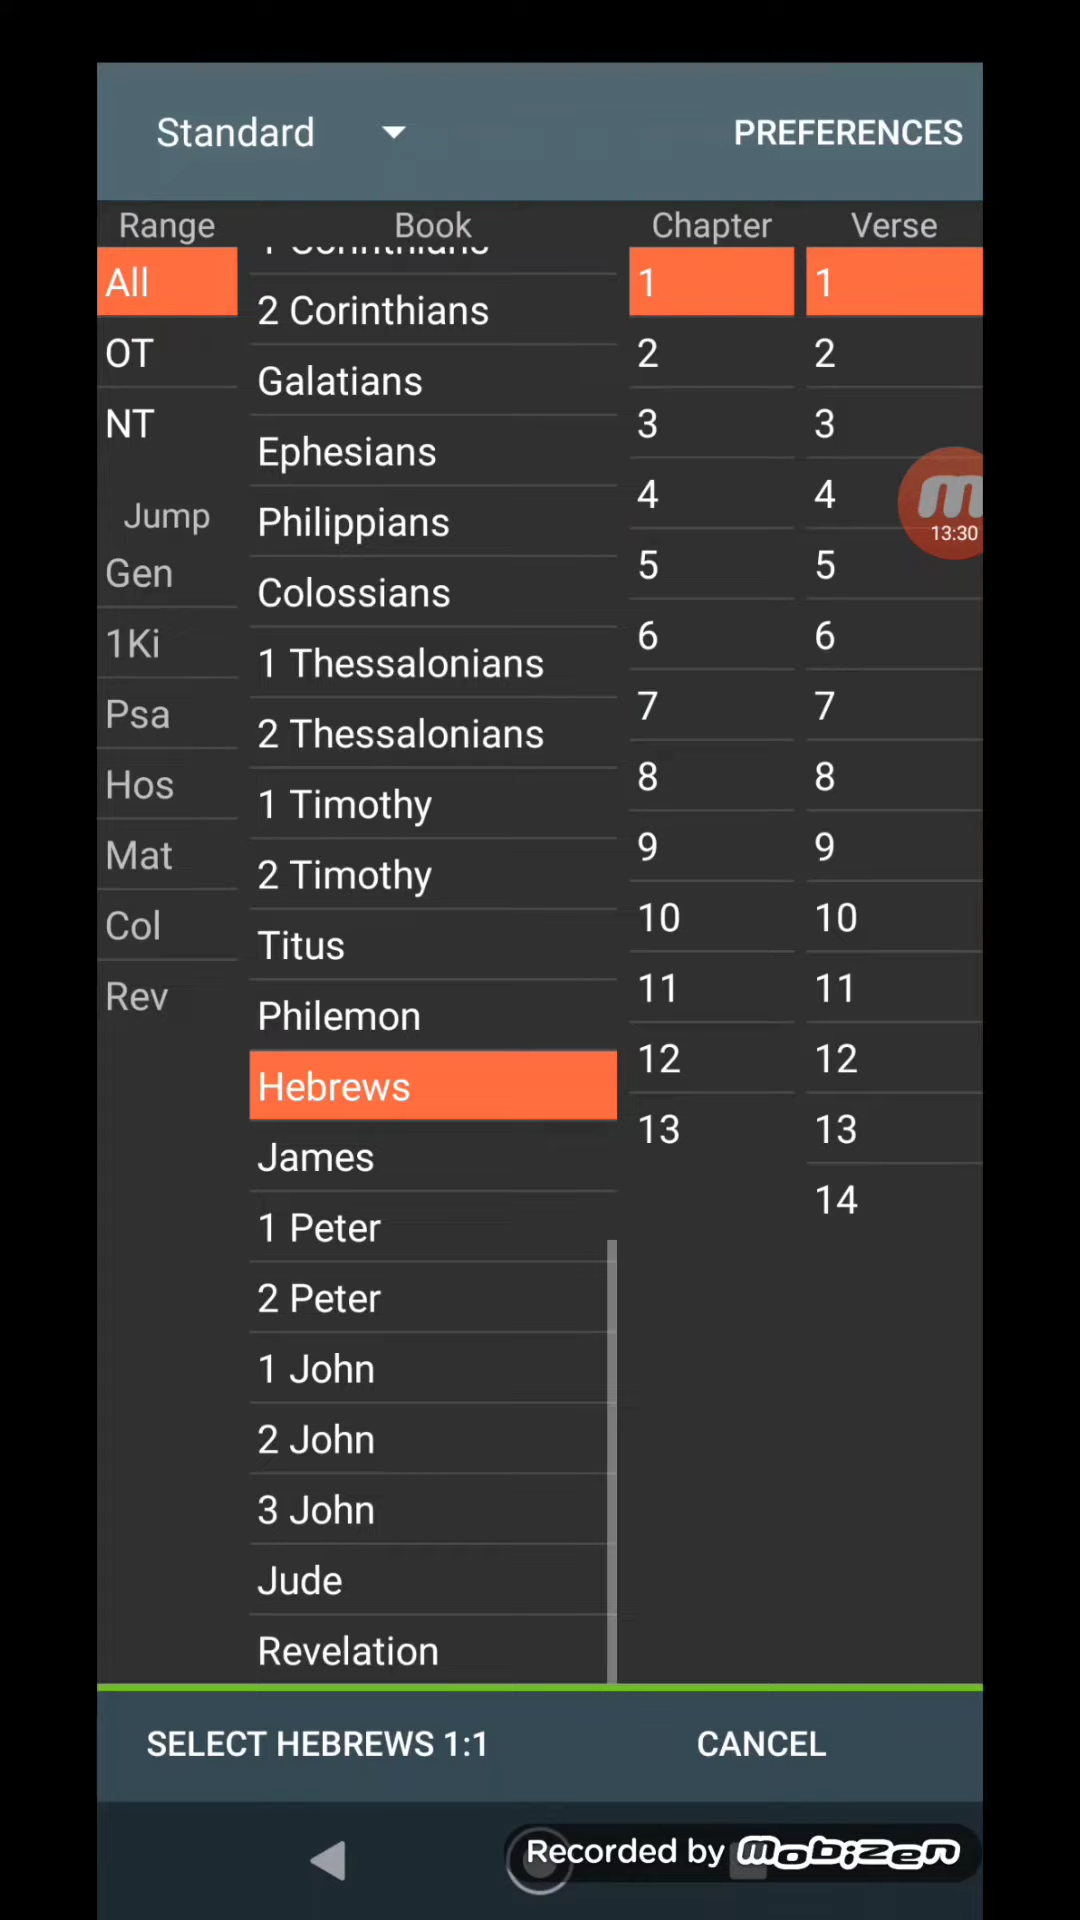 Standard
PREFERENCES
Range
Book
Chapter
Verse
All
OT
NT
Jump
Gen
1Ki
Psa
Hos
Mat
Col
Rev
1 Corinthians
2 Corinthians
Galatians
Ephesians
Philippians
Colossians
1 Thessalonians
2 Thessalonians
1 Timothy
2 Timothy
Titus
Philemon
Hebrews
James
1 Peter
2 Peter
1 John
2 John
3 John
Jude
Revelation
1
2
3
4
5
6
7
8
9
10
11
12
13
1
2
3
4
5
6
7
8
9
10
11
12
13
14
m
13:30
SELECT HEBREWS 1:1
CANCEL
Recorded by mobizen